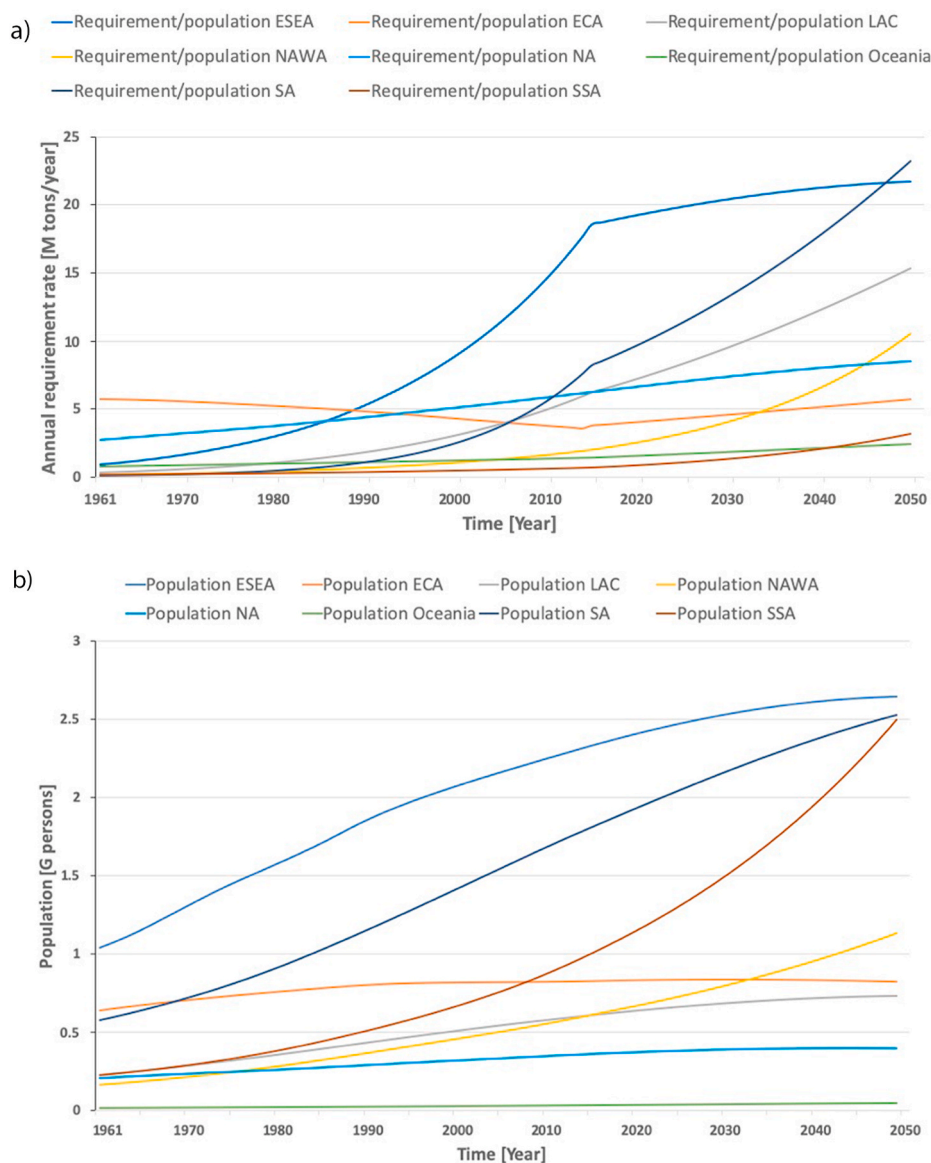 a)
Requirement/population ESEA Requirement/population ECA Requirement/population LAC
Requirement/population NAWA Requirement/population NA Requirement/population Oceania
Requirement/population SA Requirement/population SSA
Annual requirement rate [M tons/year]
25
20
15
10
5
0
1961 1970 1980 1990 2000 2010 2020 2030 2040 2050
Time [Year]
b)
Population ESEA Population ECA Population LAC Population NAWA
Population NA Population Oceania Population SA Population SSA
Population [G persons]
3
2.5
2
1.5
1
0.5
0
1961 1970 1980 1990 2000 2010 2020 2030 2040 2050
Time [Year]